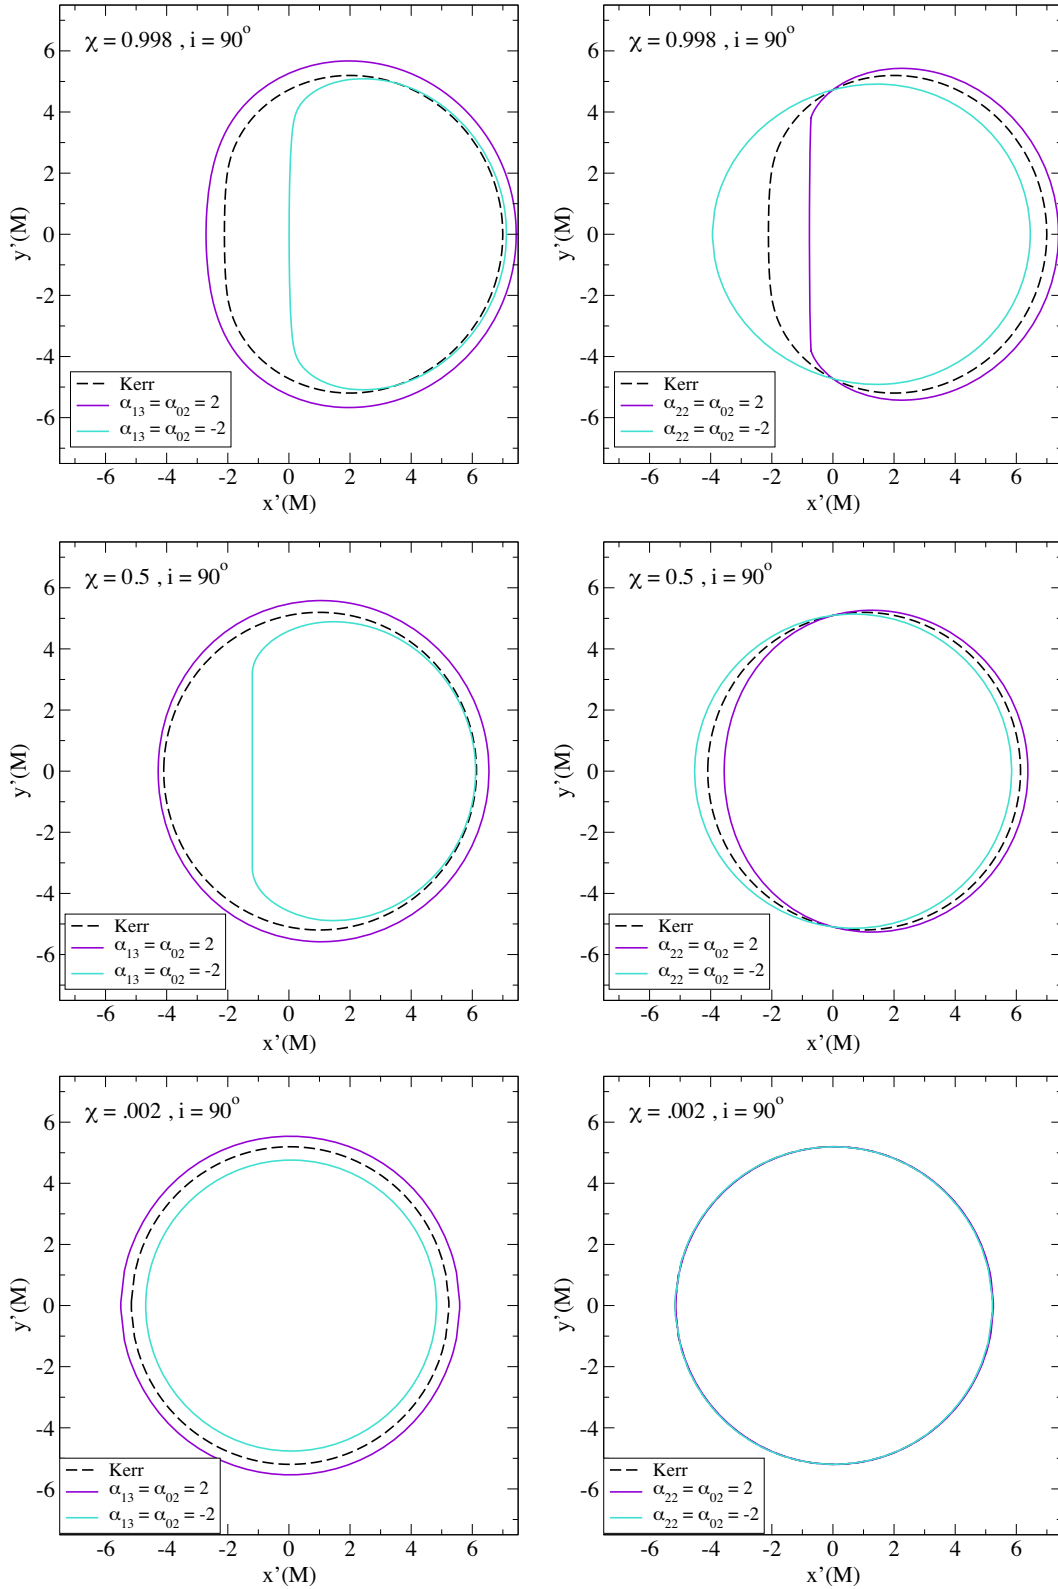 χ = 0.998 , i = 90°
6
4
2
0
-2
-4
-6
y'(M)
Kerr
α₁₃ = α₀₂ = 2
α₁₃ = α₀₂ = -2
-6 -4 -2 0 2 4 6
x'(M)
χ = 0.998 , i = 90°
6
4
2
0
-2
-4
-6
y'(M)
Kerr
α₂₂ = α₀₂ = 2
α₂₂ = α₀₂ = -2
-6 -4 -2 0 2 4 6
x'(M)
χ = 0.5 , i = 90°
6
4
2
0
-2
-4
-6
y'(M)
Kerr
α₁₃ = α₀₂ = 2
α₁₃ = α₀₂ = -2
-6 -4 -2 0 2 4 6
x'(M)
χ = 0.5 , i = 90°
6
4
2
0
-2
-4
-6
y'(M)
Kerr
α₂₂ = α₀₂ = 2
α₂₂ = α₀₂ = -2
-6 -4 -2 0 2 4 6
x'(M)
χ = .002 , i = 90°
6
4
2
0
-2
-4
-6
y'(M)
Kerr
α₁₃ = α₀₂ = 2
α₁₃ = α₀₂ = -2
-6 -4 -2 0 2 4 6
x'(M)
χ = .002 , i = 90°
6
4
2
0
-2
-4
-6
y'(M)
Kerr
α₂₂ = α₀₂ = 2
α₂₂ = α₀₂ = -2
-6 -4 -2 0 2 4 6
x'(M)